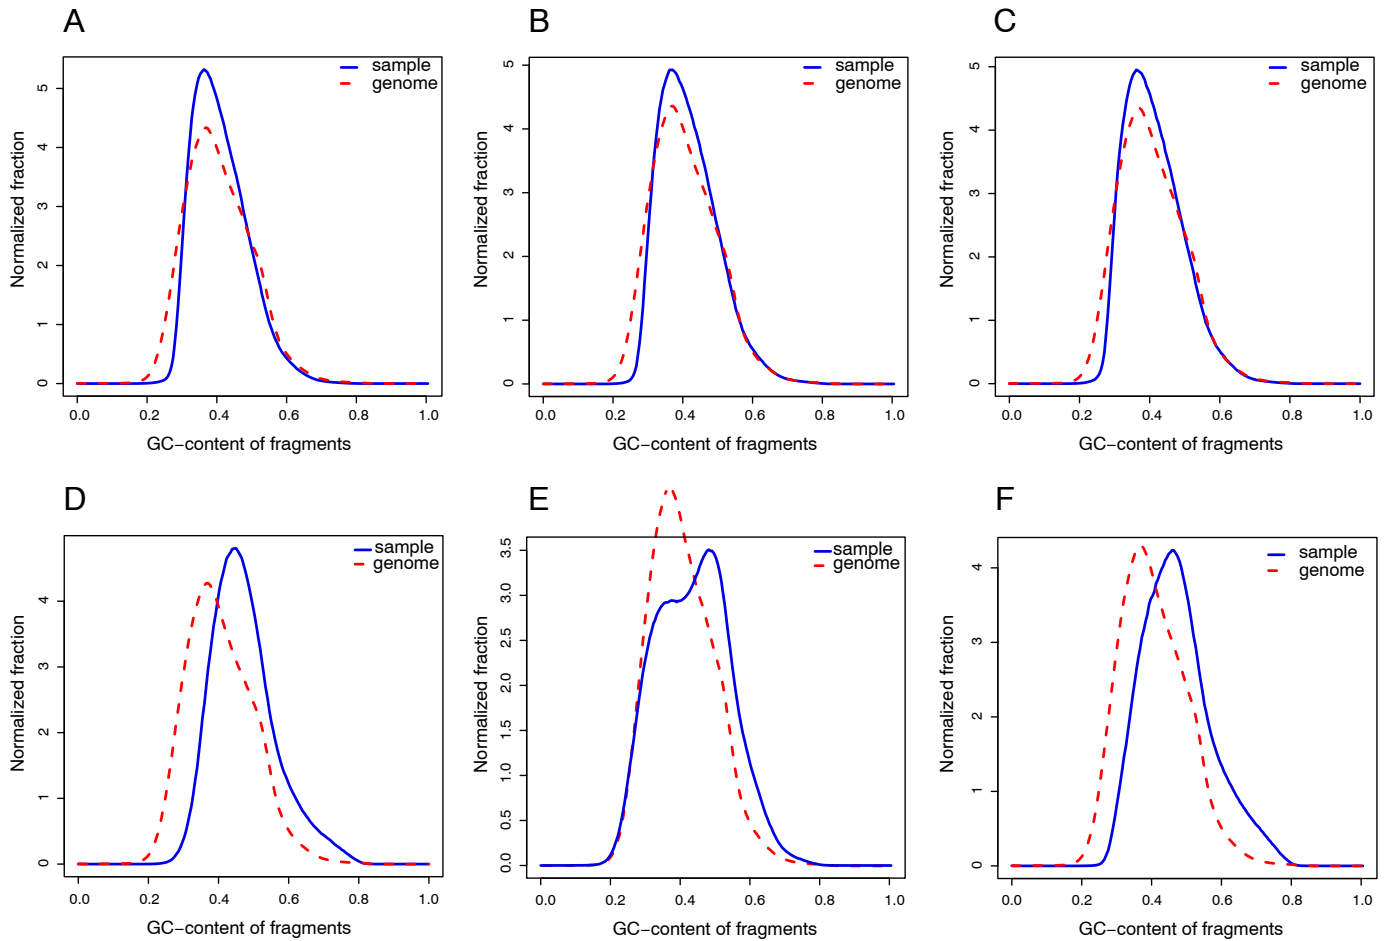 A
sample
genome
Normalized fraction
5
4
3
2
1
0
0.0 0.2 0.4 0.6 0.8 1.0
GC−content of fragments
B
sample
genome
Normalized fraction
5
4
3
2
1
0
0.0 0.2 0.4 0.6 0.8 1.0
GC−content of fragments
C
sample
genome
Normalized fraction
5
4
3
2
1
0
0.0 0.2 0.4 0.6 0.8 1.0
GC−content of fragments
D
sample
genome
Normalized fraction
4
3
2
1
0
0.0 0.2 0.4 0.6 0.8 1.0
GC−content of fragments
E
sample
genome
Normalized fraction
3.5
3.0
2.5
2.0
1.5
1.0
0.5
0.0
0.0 0.2 0.4 0.6 0.8 1.0
GC−content of fragments
F
sample
genome
Normalized fraction
4
3
2
1
0
0.0 0.2 0.4 0.6 0.8 1.0
GC−content of fragments